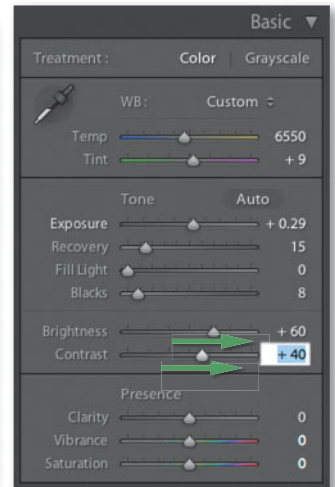 Basic ▼
Treatment : Color | Grayscale
WB : Custom
Temp 6550
Tint + 9
Tone Auto
Exposure + 0.29
Recovery 15
Fill Light 0
Blacks 8
Brightness + 60
Contrast + 40
Presence
Clarity 0
Vibrance 0
Saturation 0